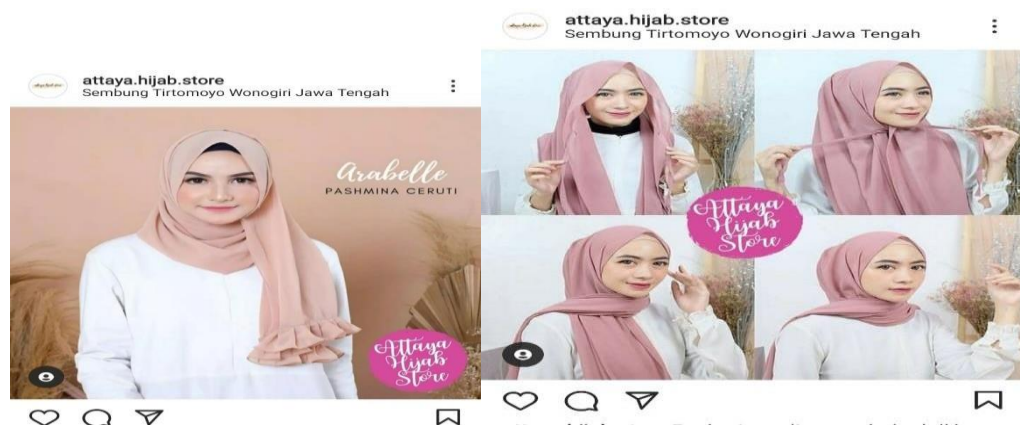 attaya.hijab.store
Sembung Tirtomoyo Wonogiri Jawa Tengah
Arabelle
PASHMINA CERUTI
Attaya
Hijab
Store
attaya.hijab.store
Sembung Tirtomoyo Wonogiri Jawa Tengah
Attaya
Hijab
Store